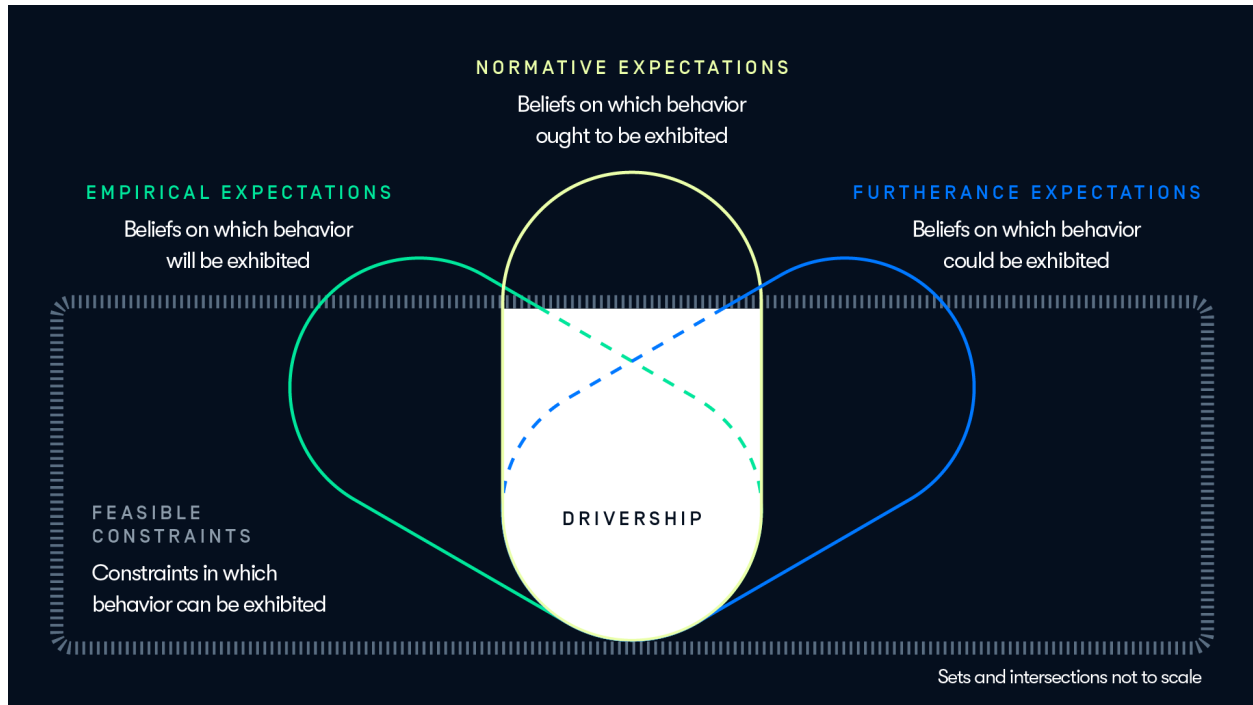 NORMATIVE EXPECTATIONS
Beliefs on which behavior
ought to be exhibited
EMPIRICAL EXPECTATIONS
Beliefs on which behavior
will be exhibited
FURTHERANCE EXPECTATIONS
Beliefs on which behavior
could be exhibited
FEASIBLE
CONSTRAINTS
Constraints in which
behavior can be exhibited
DRIVERSHIP
Sets and intersections not to scale